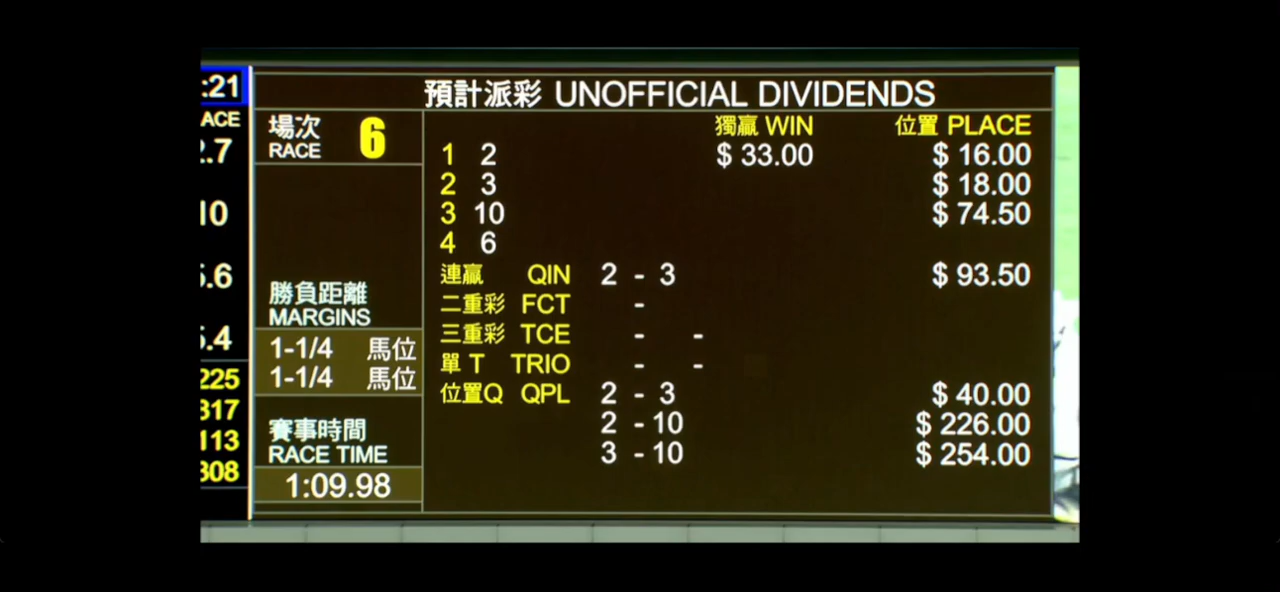 :21
ACE
.7
10
.6
.4
225
317
113
308
預計派彩 UNOFFICIAL DIVIDENDS
場次 6
RACE
勝負距離
MARGINS
1-1/4 馬位
1-1/4 馬位
賽事時間
RACE TIME
1:09.98
獨贏 WIN 位置 PLACE
1 2 $ 33.00 $ 16.00
2 3 $ 18.00
3 10 $ 74.50
4 6
連贏 QIN 2 - 3 $ 93.50
二重彩 FCT -
三重彩 TCE - -
單T TRIO - -
位置Q QPL 2 - 3 $ 40.00
2 - 10 $ 226.00
3 - 10 $ 254.00